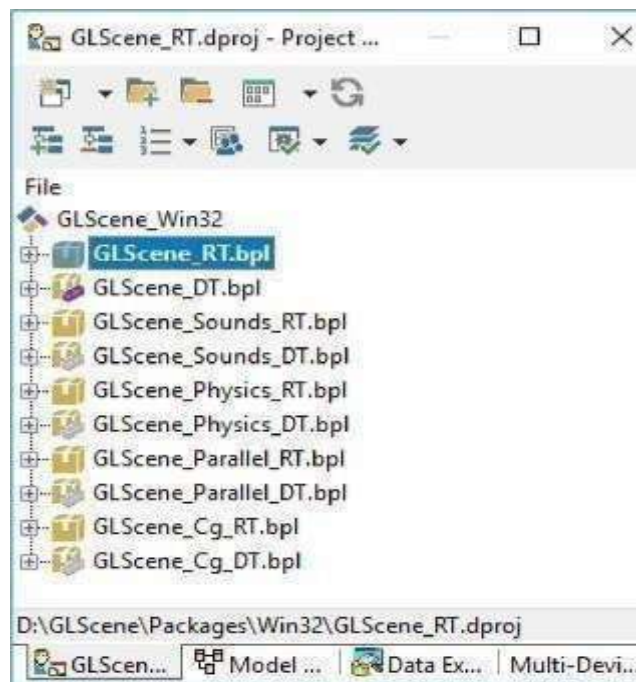 GLScene_RT.dproj - Project ...
File
GLScene_Win32
GLScene_RT.bpl
GLScene_DT.bpl
GLScene_Sounds_RT.bpl
GLScene_Sounds_DT.bpl
GLScene_Physics_RT.bpl
GLScene_Physics_DT.bpl
GLScene_Parallel_RT.bpl
GLScene_Parallel_DT.bpl
GLScene_Cg_RT.bpl
GLScene_Cg_DT.bpl
D:\GLScene\Packages\Win32\GLScene_RT.dproj
GLScen... Model ... Data Ex... Multi-Devi...